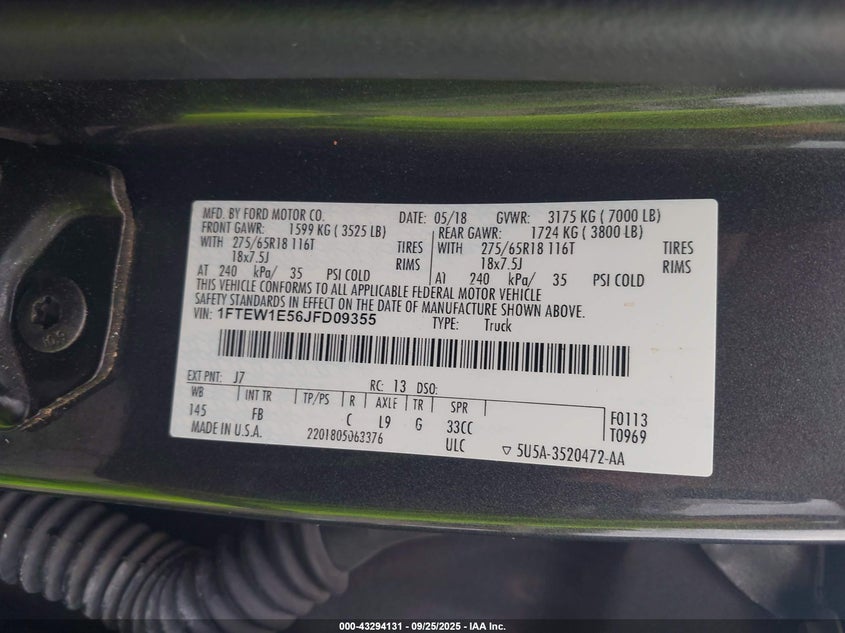 MFD. BY FORD MOTOR CO. DATE: 05/18 GVWR: 3175 KG ( 7000 LB)
FRONT GAWR: 1599 KG ( 3525 LB) REAR GAWR: 1724 KG ( 3800 LB)
WITH 275/65R18 116T TIRES WITH 275/65R18 116T TIRES
18x7.5J RIMS 18x7.5J RIMS
AT 240 kPa/ 35 PSI COLD AT 240 kPa/ 35 PSI COLD
THIS VEHICLE CONFORMS TO ALL APPLICABLE FEDERAL MOTOR VEHICLE
SAFETY STANDARDS IN EFFECT ON THE DATE OF MANUFACTURE SHOWN ABOVE.
VIN: 1FTEW1E56JFD09355 TYPE: Truck
EXT PNT: J7 RC: 13 DSO:
WB INT TR TP/PS R AXLE TR SPR
145 FB C L9 G 33CC F0113
MADE IN U.S.A. 2201805063376 ULC T0969
▽ 5U5A-3520472-AA
000-43294131 - 09/25/2025 - IAA Inc.